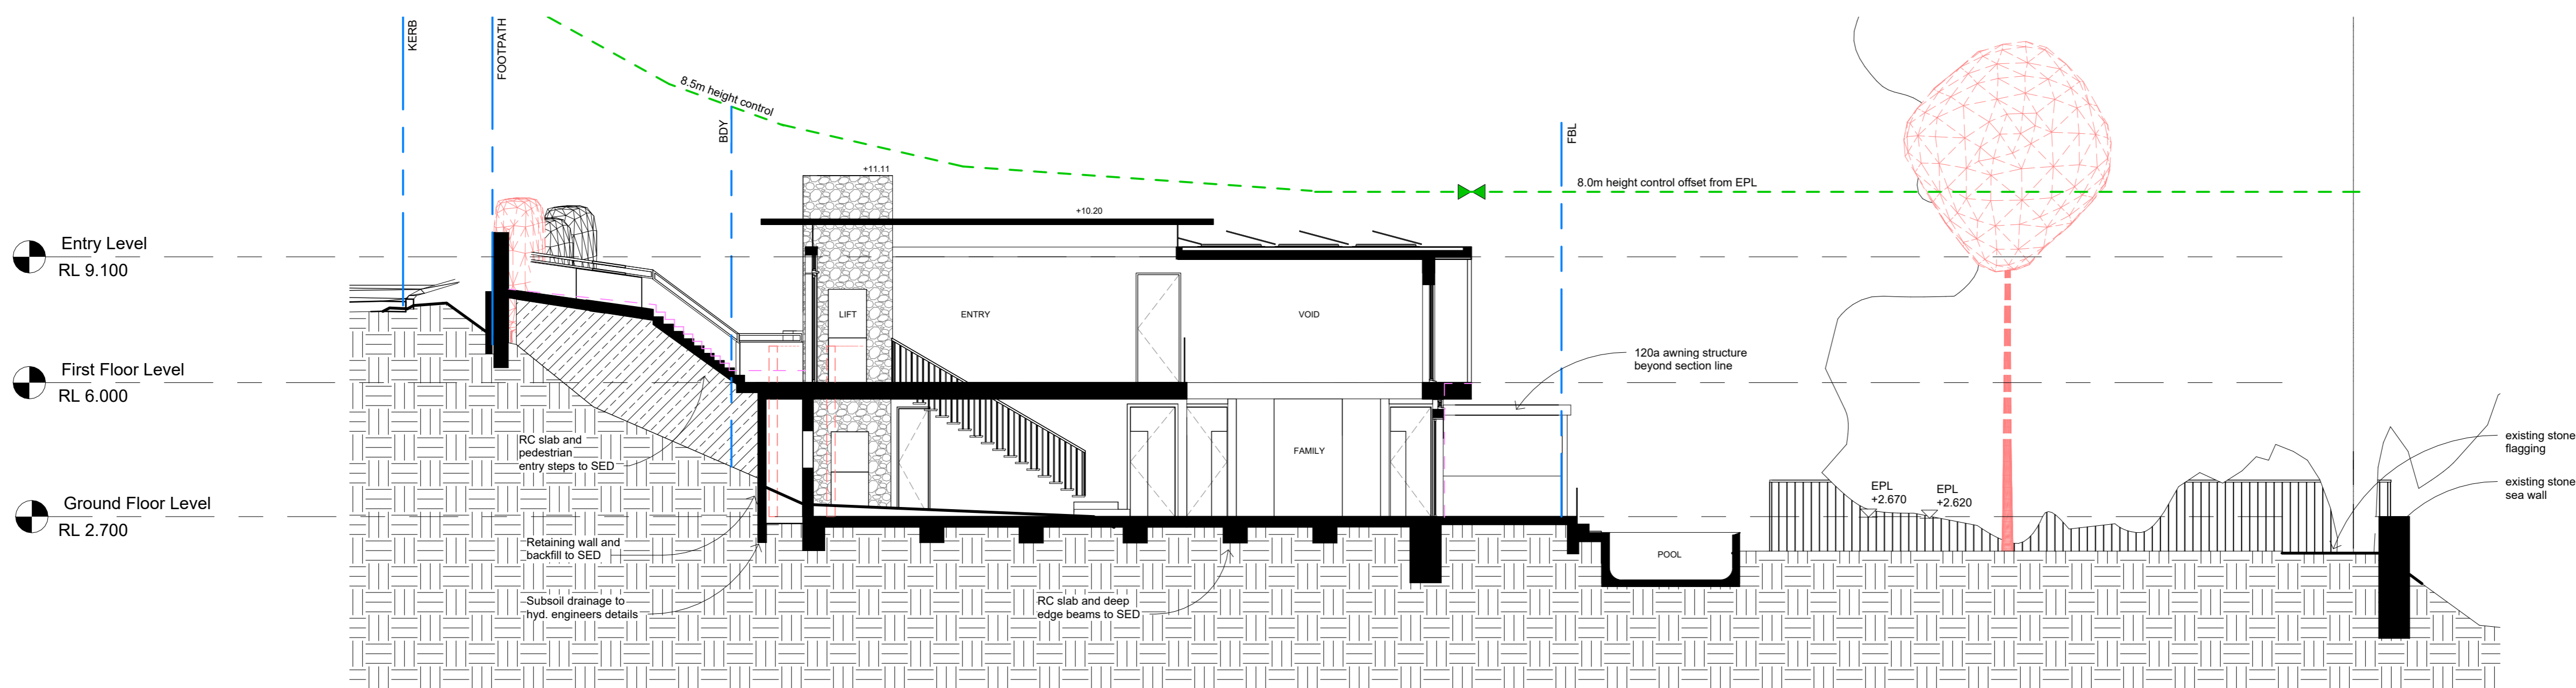 KERB
FOOTPATH
8.5m height control
BDY
FBL
+11.11
8.0m height control offset from EPL
+10.20
Entry Level
RL 9.100
LIFT
ENTRY
VOID
120a awning structure
beyond section line
First Floor Level
RL 6.000
RC slab and
pedestrian
entry steps to SED
FAMILY
existing stone
flagging
existing stone
sea wall
EPL
+2.670
EPL
+2.620
Ground Floor Level
RL 2.700
Retaining wall and
backfill to SED
POOL
Subsoil drainage to
hyd. engineers details
RC slab and deep
edge beams to SED